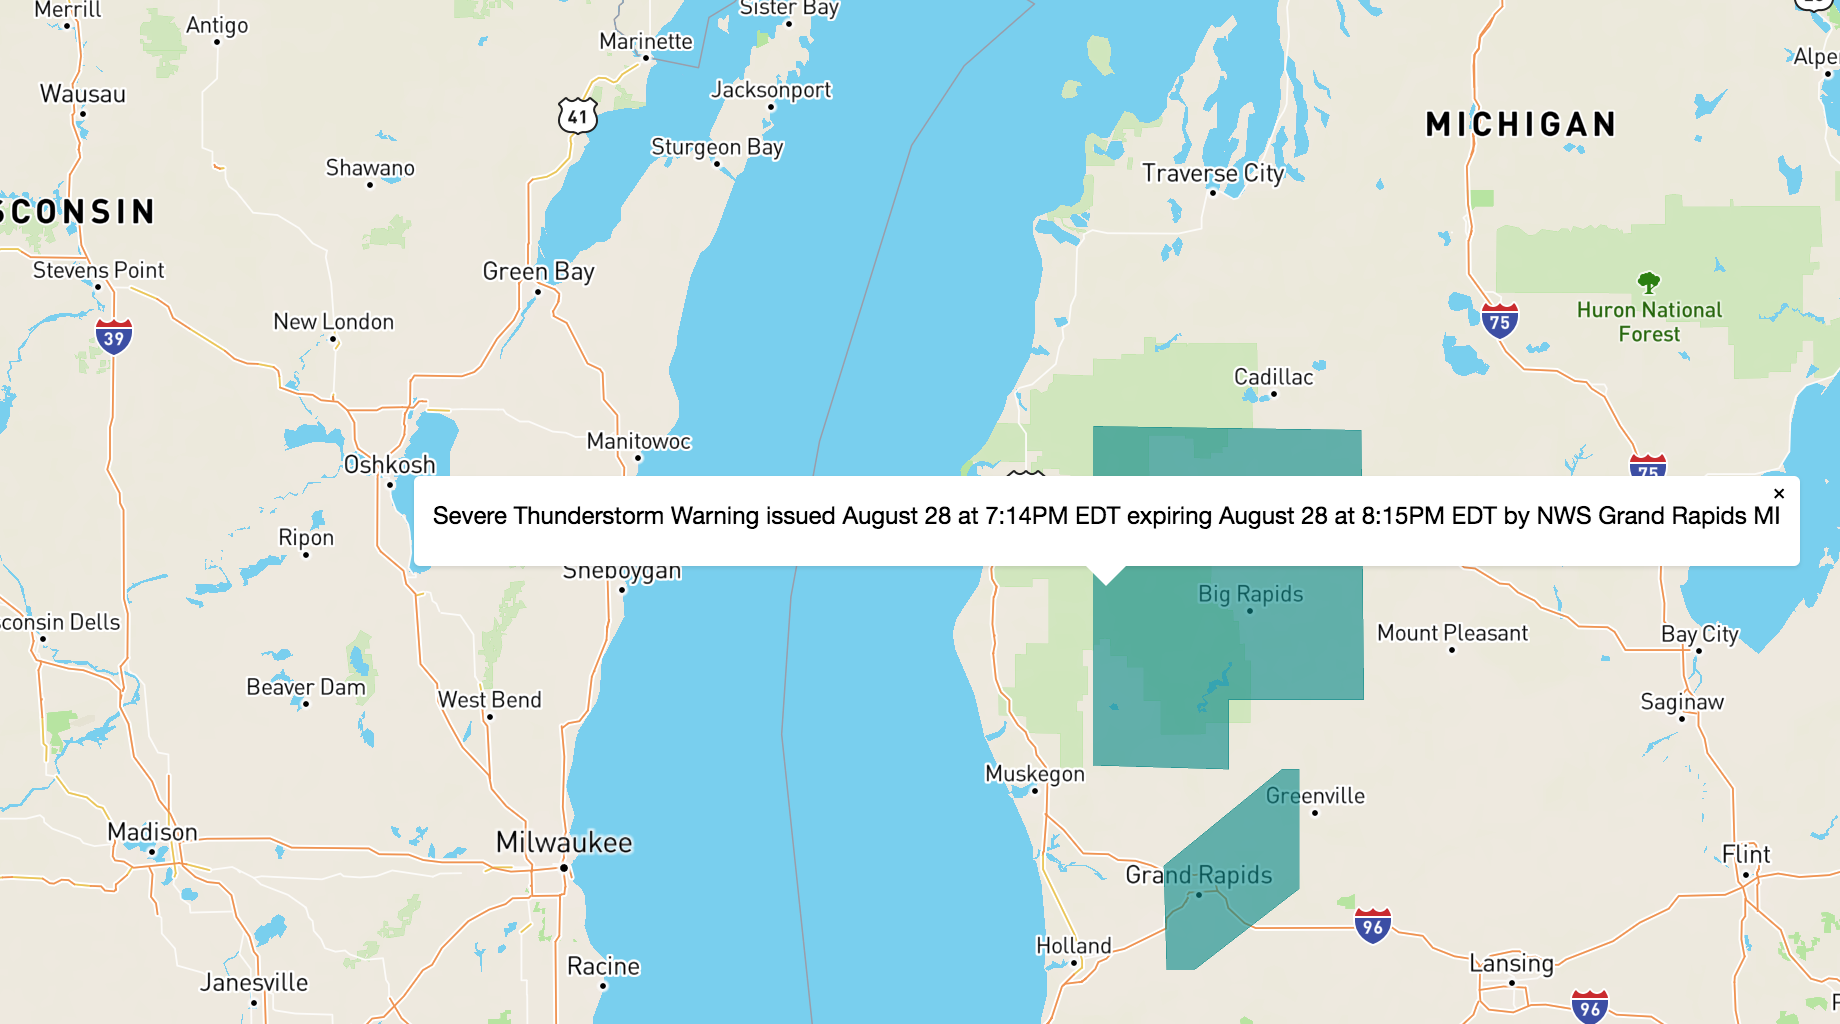 Merrill
Antigo
Marinette
Sister Bay
Wausau
41
Jacksonport
MICHIGAN
Shawano
Sturgeon Bay
Traverse City
Stevens Point
Green Bay
39
New London
75
Huron National
Forest
Cadillac
Manitowoc
Oshkosh
75
Severe Thunderstorm Warning issued August 28 at 7:14PM EDT expiring August 28 at 8:15PM EDT by NWS Grand Rapids MI
×
Ripon
Sheboygan
Big Rapids
sconsin Dells
Mount Pleasant
Bay City
Beaver Dam
West Bend
Saginaw
Muskegon
Greenville
Madison
Milwaukee
Flint
Grand Rapids
96
Holland
Racine
Lansing
Janesville
96